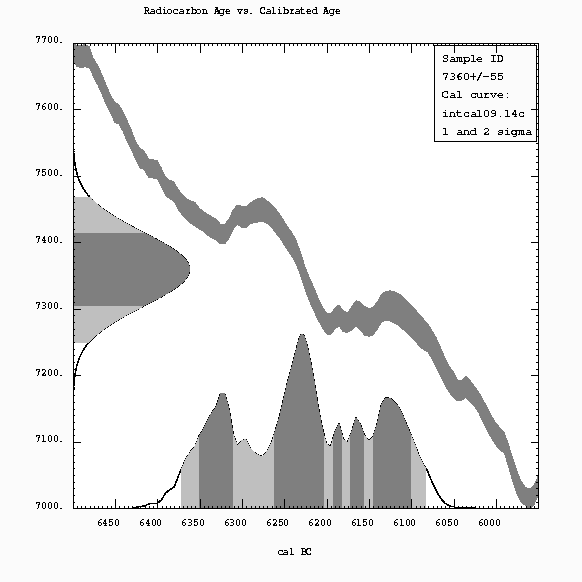 Radiocarbon Age vs. Calibrated Age
7700.
Sample ID
7360+/-55
Cal curve:
intcal09.14c
1 and 2 sigma
7600.
7500.
7400.
7300.
7200.
7100.
7000.
6450 6400 6350 6300 6250 6200 6150 6100 6050 6000
cal BC